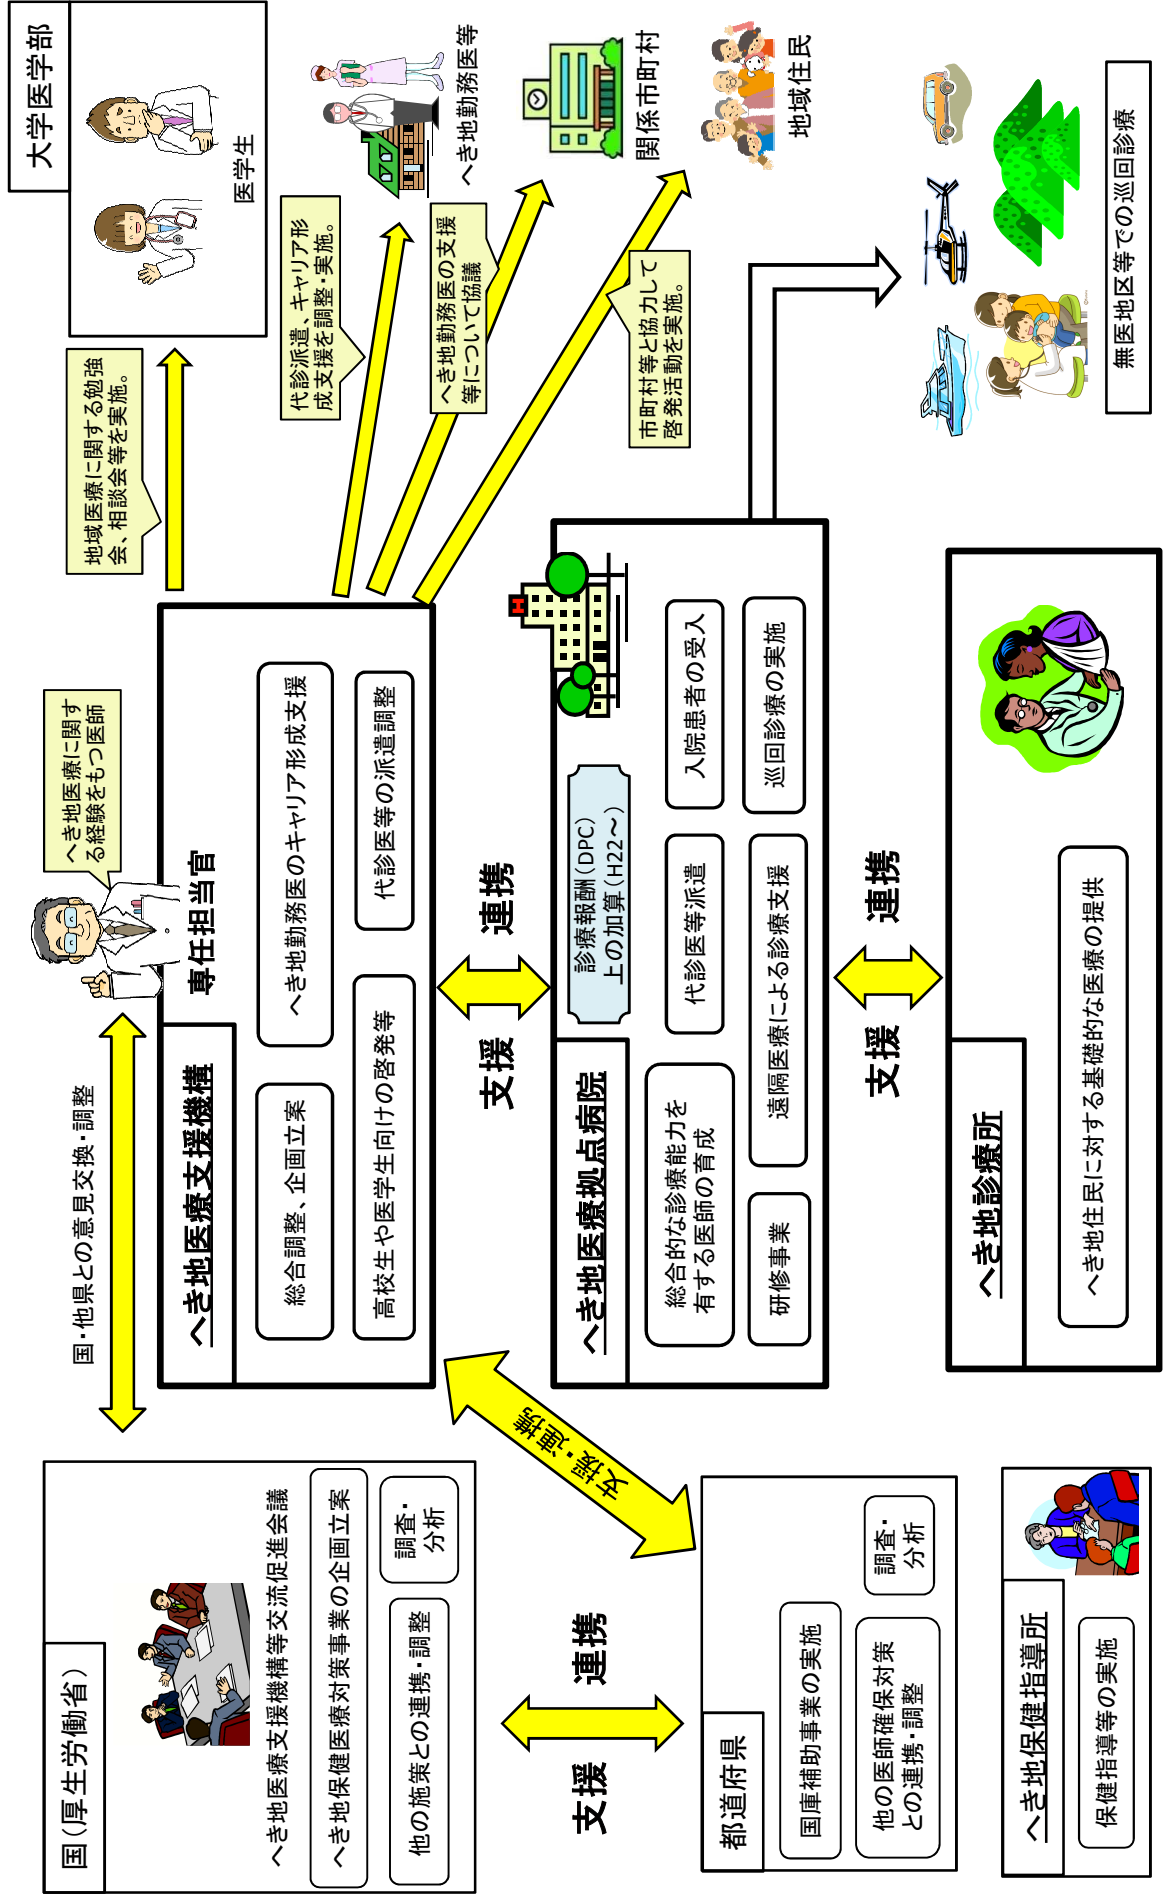 国(厚生労働省)
へき地医療支援機構等交流促進会議
へき地保健医療対策事業の企画立案
他の施策との連携・調整
調査・
分析
支援
連携
都道府県
国庫補助事業の実施
他の医師確保対策
との連携・調整
調査・
分析
へき地保健指導所
保健指導等の実施
国・他県との意見交換・調整
支援・連携
へき地医療に関す
る経験をもつ医師
専任担当官
へき地医療支援機構
総合調整、企画立案
へき地勤務医のキャリア形成支援
高校生や医学生向けの啓発等
代診医等の派遣調整
支援
連携
へき地医療拠点病院
診療報酬(DPC)
上の加算(H22~)
総合的な診療能力を
有する医師の育成
代診医等派遣
入院患者の受入
研修事業
遠隔医療による診療支援
巡回診療の実施
支援
連携
へき地診療所
へき地住民に対する基礎的な医療の提供
地域医療に関する勉強
会、相談会等を実施。
大学医学部
医学生
代診派遣、キャリア形
成支援を調整・実施。
へき地勤務医等
へき地勤務医の支援
等について協議
関係市町村
市町村等と協力して
啓発活動を実施。
地域住民
無医地区等での巡回診療
H